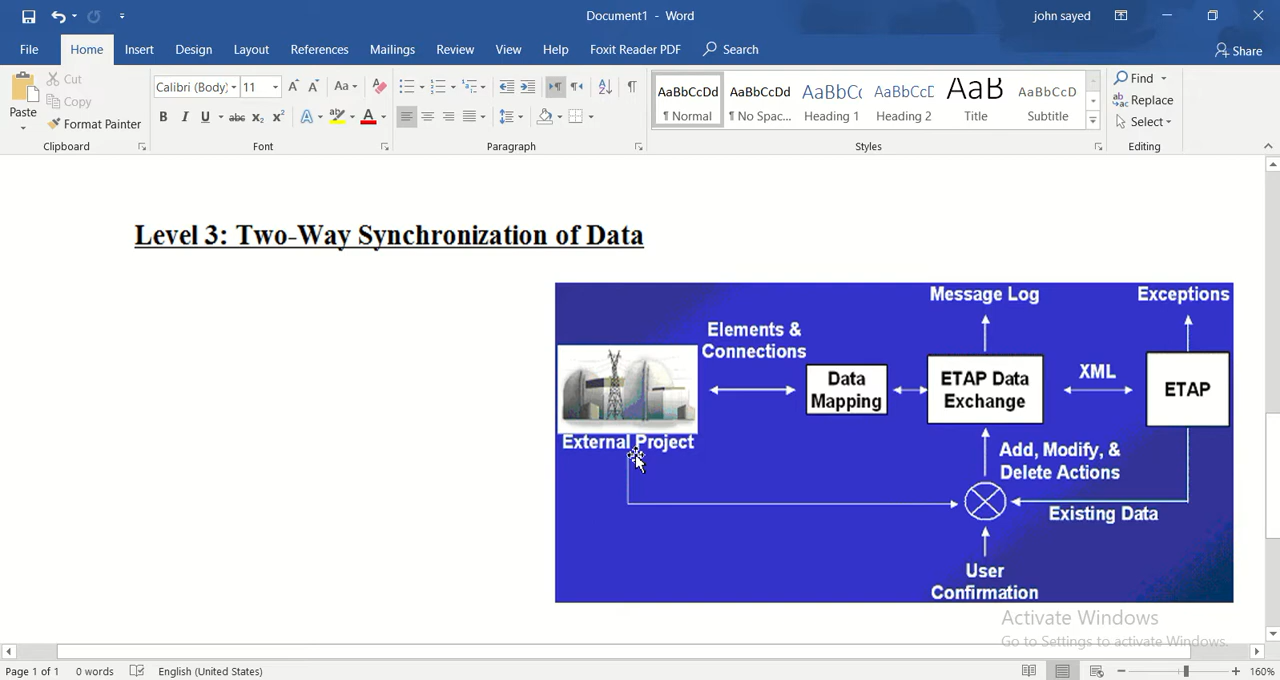 Document1 - Word
john sayed
File Home Insert Design Layout References Mailings Review View Help Foxit Reader PDF Search Share
Paste
Cut
Copy
Format Painter
Clipboard
Calibri (Body) 11
Font
Paragraph
AaBbCcDd AaBbCcDd AaBbCc AaBbCcC AaB AaBbCcD
¶ Normal ¶ No Spac... Heading 1 Heading 2 Title Subtitle
Styles
Find
Replace
Select
Editing
Level 3: Two-Way Synchronization of Data
Message Log Exceptions
Elements &
Connections
Data
Mapping
ETAP Data
Exchange
XML
ETAP
External Project
Add, Modify, &
Delete Actions
Existing Data
User
Confirmation
Activate Windows
Go to Settings to activate Windows.
Page 1 of 1 0 words English (United States) 160%